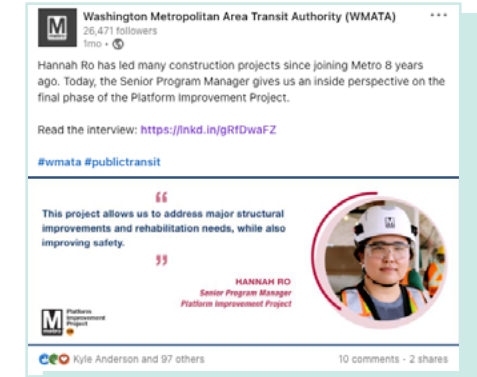 Washington Metropolitan Area Transit Authority (WMATA)
26,471 followers
1mo •
Hannah Ro has led many construction projects since joining Metro 8 years
ago. Today, the Senior Program Manager gives us an inside perspective on the
final phase of the Platform Improvement Project.
Read the interview: https://lnkd.in/gRfDwaFZ
#wmata #publictransit
“
This project allows us to address major structural
improvements and rehabilitation needs, while also
improving safety.
”
HANNAH RO
Senior Program Manager
Platform Improvement Project
M
metro
Platform
Improvement
Project
Kyle Anderson and 97 others
10 comments • 2 shares